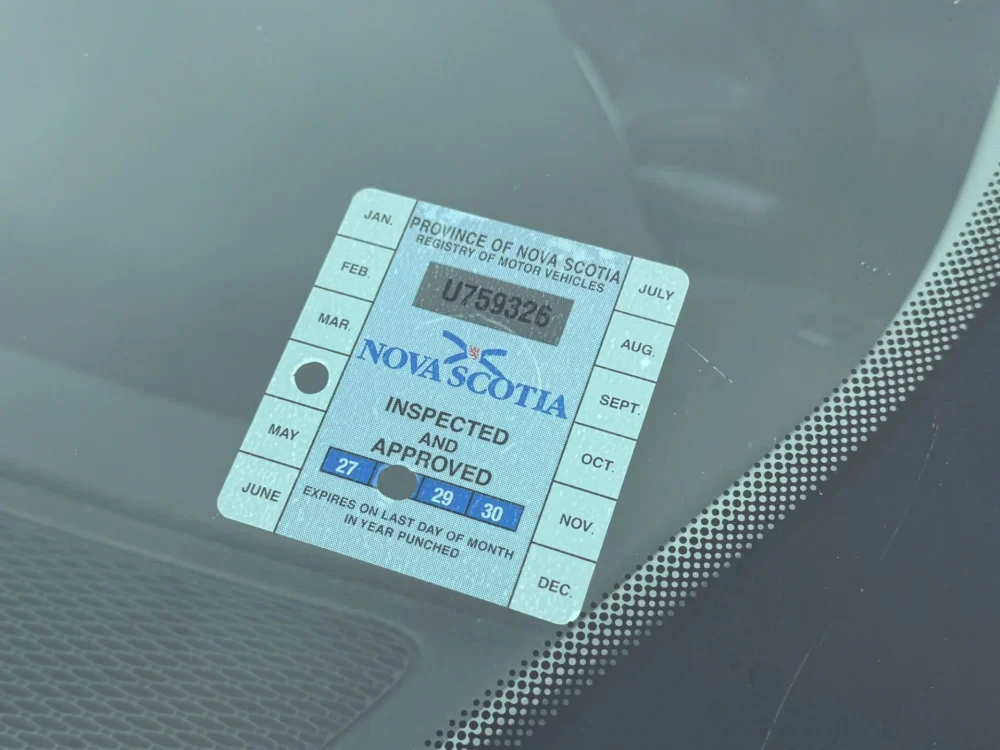 JAN.
FEB.
MAR.
MAY
JUNE
PROVINCE OF NOVA SCOTIA
REGISTRY OF MOTOR VEHICLES
U759326
NOVA SCOTIA
INSPECTED
AND
APPROVED
27 29 30
EXPIRES ON LAST DAY OF MONTH
IN YEAR PUNCHED
JULY
AUG.
SEPT.
OCT.
NOV.
DEC.